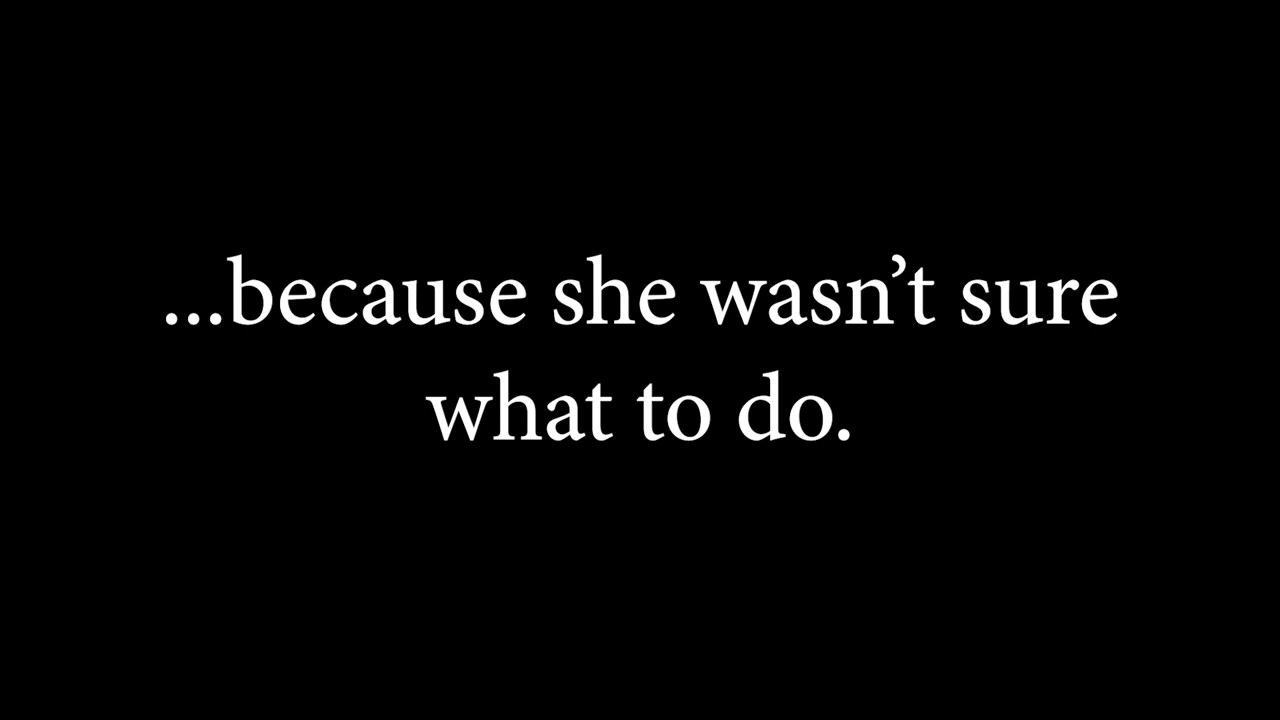 ...because she wasn’t sure
what to do.